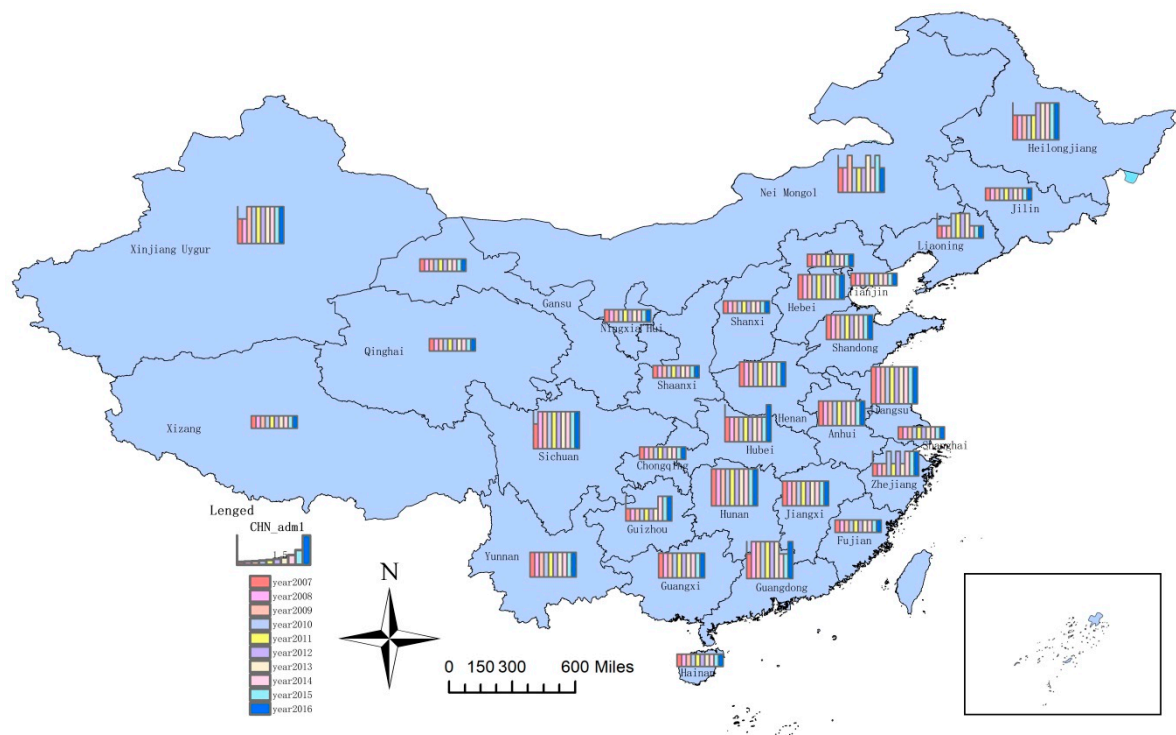 Heilongjiang
Nei Mongol
Jilin
Xinjiang Uygur
Liaoning
Tianjin
Hebei
Gansu
Ningxia Hui
Shanxi
Shandong
Qinghai
Shaanxi
Jiangsu
Xizang
Henan
Anhui
Sichuan
Hubei
Shanghai
Chongqing
Zhejiang
Hunan
Jiangxi
Guizhou
Fujian
Yunnan
Guangxi
Guangdong
Hainan
Lenged
CHN_adm1
year2007
year2008
year2009
year2010
year2011
year2012
year2013
year2014
year2015
year2016
N
0 150 300 600 Miles